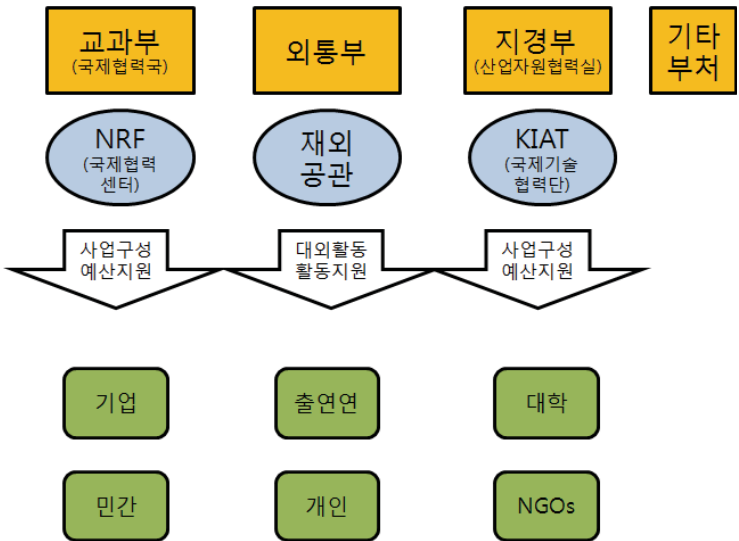 교과부
(국제협력국)
외통부
지경부
(산업자원협력실)
기타
부처
NRF
(국제협력
센터)
재외
공관
KIAT
(국제기술
협력단)
사업구성
예산지원
대외활동
활동지원
사업구성
예산지원
기업
출연연
대학
민간
개인
NGOs